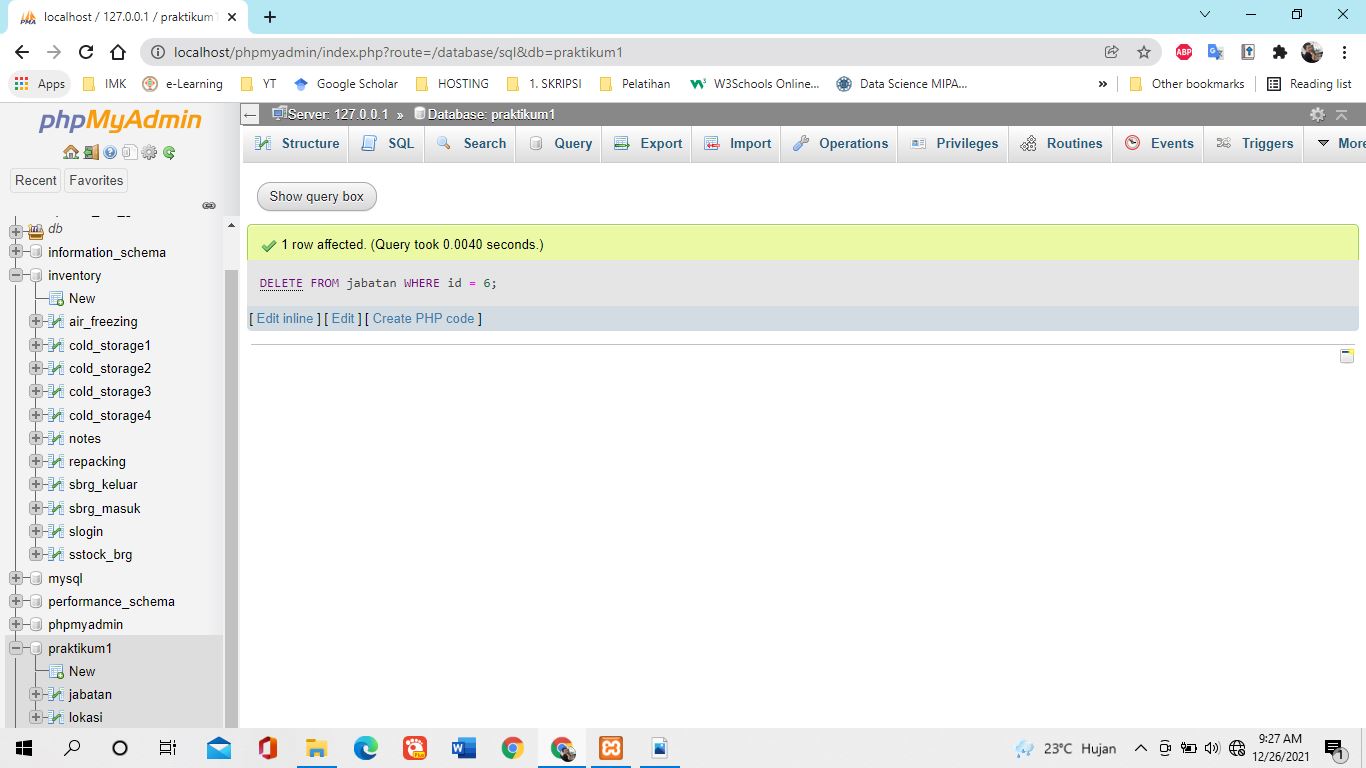 localhost / 127.0.0.1 / praktikum1
localhost/phpmyadmin/index.php?route=/database/sql&db=praktikum1
ABP
Apps IMK e-Learning YT Google Scholar HOSTING 1. SKRIPSI Pelatihan W3Schools Online... Data Science MIPA... » Other bookmarks Reading list
phpMyAdmin
Recent Favorites
db
information_schema
inventory
New
air_freezing
cold_storage1
cold_storage2
cold_storage3
cold_storage4
notes
repacking
sbrg_keluar
sbrg_masuk
slogin
sstock_brg
mysql
performance_schema
phpmyadmin
praktikum1
New
jabatan
lokasi
Server: 127.0.0.1 » Database: praktikum1
Structure SQL Search Query Export Import Operations Privileges Routines Events Triggers More
Show query box
1 row affected. (Query took 0.0040 seconds.)
DELETE FROM jabatan WHERE id = 6;
[ Edit inline ] [ Edit ] [ Create PHP code ]
23°C Hujan
9:27 AM
12/26/2021
1